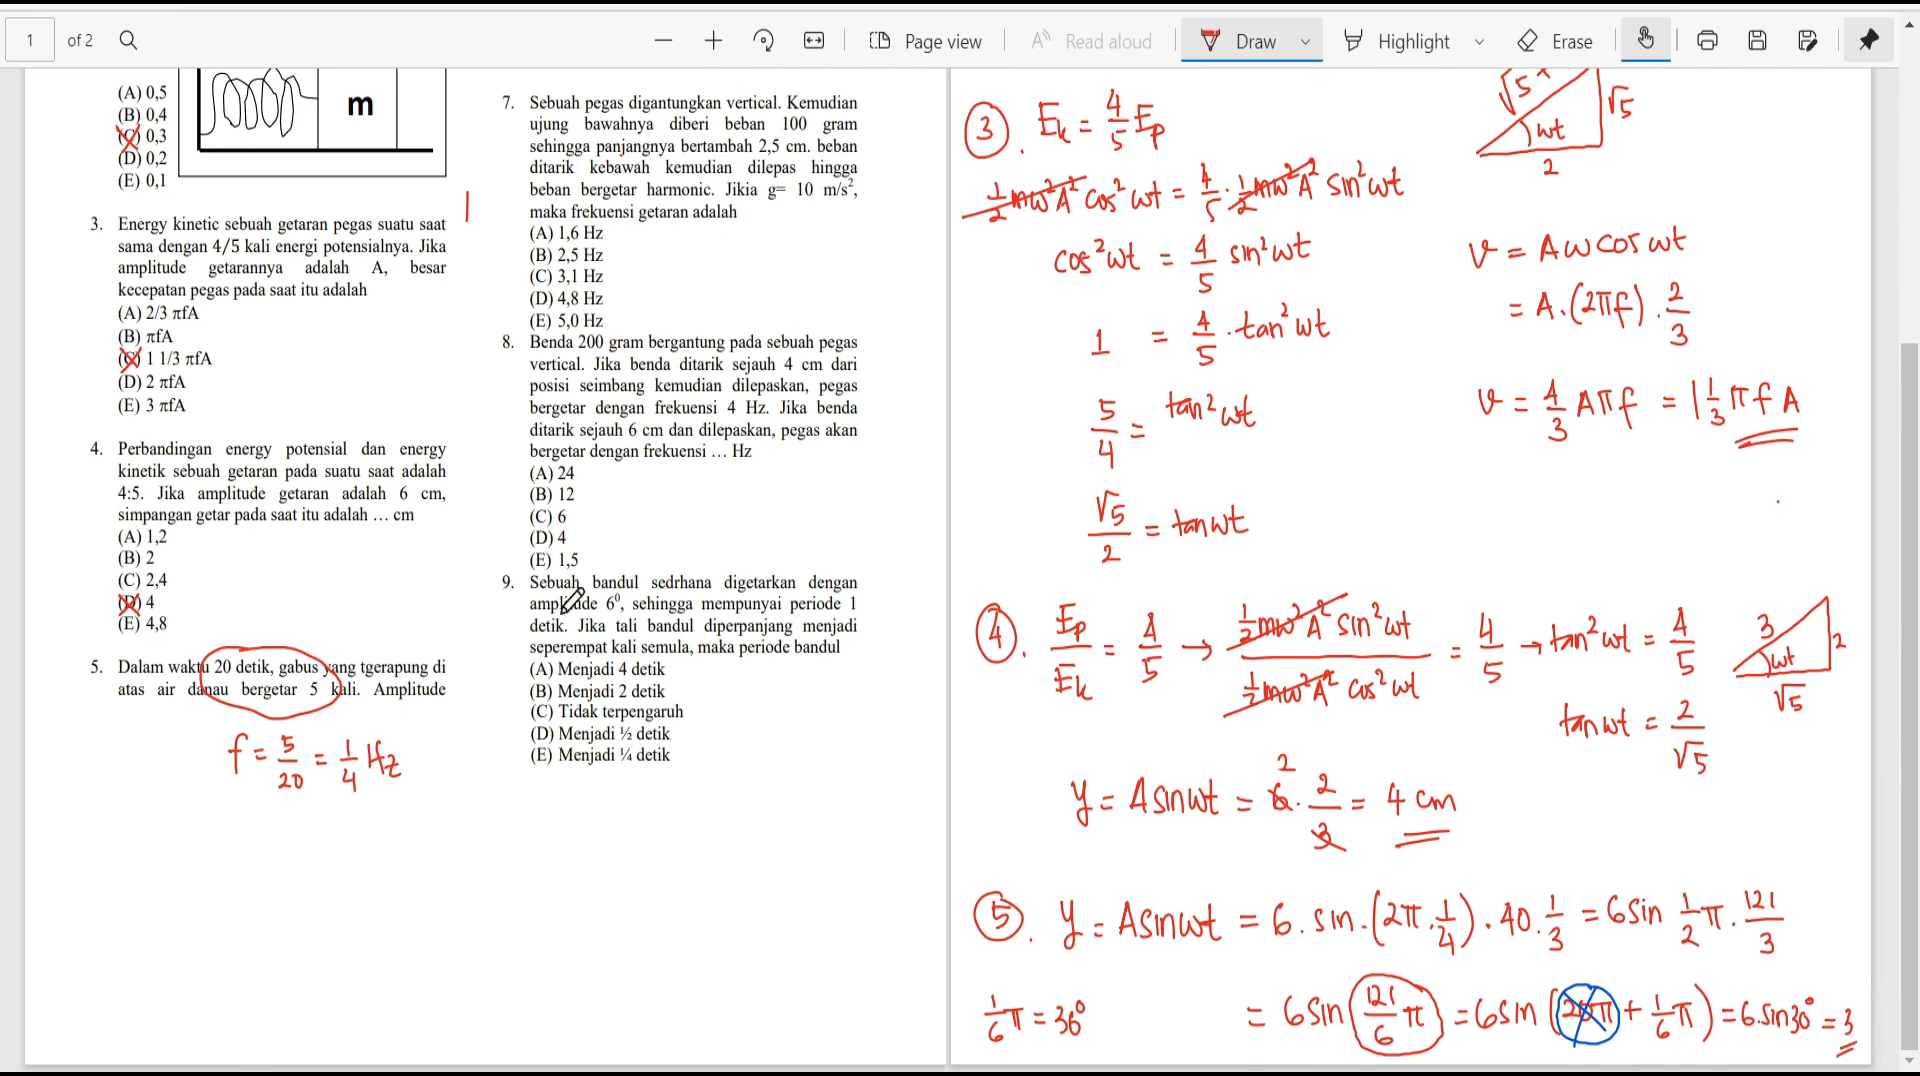 1 of 2 Page view Read aloud Draw Highlight Erase
(A) 0,5
(B) 0,4
(C) 0,3
(D) 0,2
(E) 0,1
m
3. Energy kinetic sebuah getaran pegas suatu saat
sama dengan 4/5 kali energi potensialnya. Jika
amplitude getarannya adalah A, besar
kecepatan pegas pada saat itu adalah
(A) 2/3 πfA
(B) πfA
(C) 1 1/3 πfA
(D) 2 πfA
(E) 3 πfA
4. Perbandingan energy potensial dan energy
kinetik sebuah getaran pada suatu saat adalah
4:5. Jika amplitude getaran adalah 6 cm,
simpangan getar pada saat itu adalah … cm
(A) 1,2
(B) 2
(C) 2,4
(D) 4
(E) 4,8
5. Dalam waktu 20 detik, gabus yang tgerapung di
atas air danau bergetar 5 kali. Amplitude
f = 5/20 = 1/4 Hz
7. Sebuah pegas digantungkan vertical. Kemudian
ujung bawahnya diberi beban 100 gram
sehingga panjangnya bertambah 2,5 cm. beban
ditarik kebawah kemudian dilepas hingga
beban bergetar harmonic. Jikia g= 10 m/s²,
maka frekuensi getaran adalah
(A) 1,6 Hz
(B) 2,5 Hz
(C) 3,1 Hz
(D) 4,8 Hz
(E) 5,0 Hz
8. Benda 200 gram bergantung pada sebuah pegas
vertical. Jika benda ditarik sejauh 4 cm dari
posisi seimbang kemudian dilepaskan, pegas
bergetar dengan frekuensi 4 Hz. Jika benda
ditarik sejauh 6 cm dan dilepaskan, pegas akan
bergetar dengan frekuensi … Hz
(A) 24
(B) 12
(C) 6
(D) 4
(E) 1,5
9. Sebuah bandul sedrhana digetarkan dengan
6⁰, sehingga mempunyai periode 1
detik. Jika tali bandul diperpanjang menjadi
seperempat kali semula, maka periode bandul
(A) Menjadi 4 detik
(B) Menjadi 2 detik
(C) Tidak terpengaruh
(D) Menjadi ½ detik
(E) Menjadi ¼ detik
3. Ek = 4/5 Ep
1/2 mω²A² cos²ωt = 4/5 · 1/2 mω²A² sin²ωt
cos²ωt = 4/5 sin²ωt
1 = 4/5 · tan²ωt
5/4 = tan²ωt
√5/2 = tan ωt
√5
ωt
2
v = Aω cos ωt
= A.(2πf) . 2/3
v = 4/3 Aπf = 1 1/3 πfA
4. Ep/Ek = 4/5 → 1/2 mω²A² sin²ωt / 1/2 mω²A² cos²ωt = 4/5 → tan²ωt = 4/5
3
2
ωt
√5
tan ωt = 2/√5
y = A sin ωt = 6 . 2/3 = 4 cm
2
5. y = A sin ωt = 6 . sin . (2π . 1/4) . 40 . 1/3 = 6 sin 1/2 π . 121/3
1/6 π = 30°
= 6 sin (121/6 π) = 6 sin (20π + 1/6 π) = 6 . sin 30° = 3